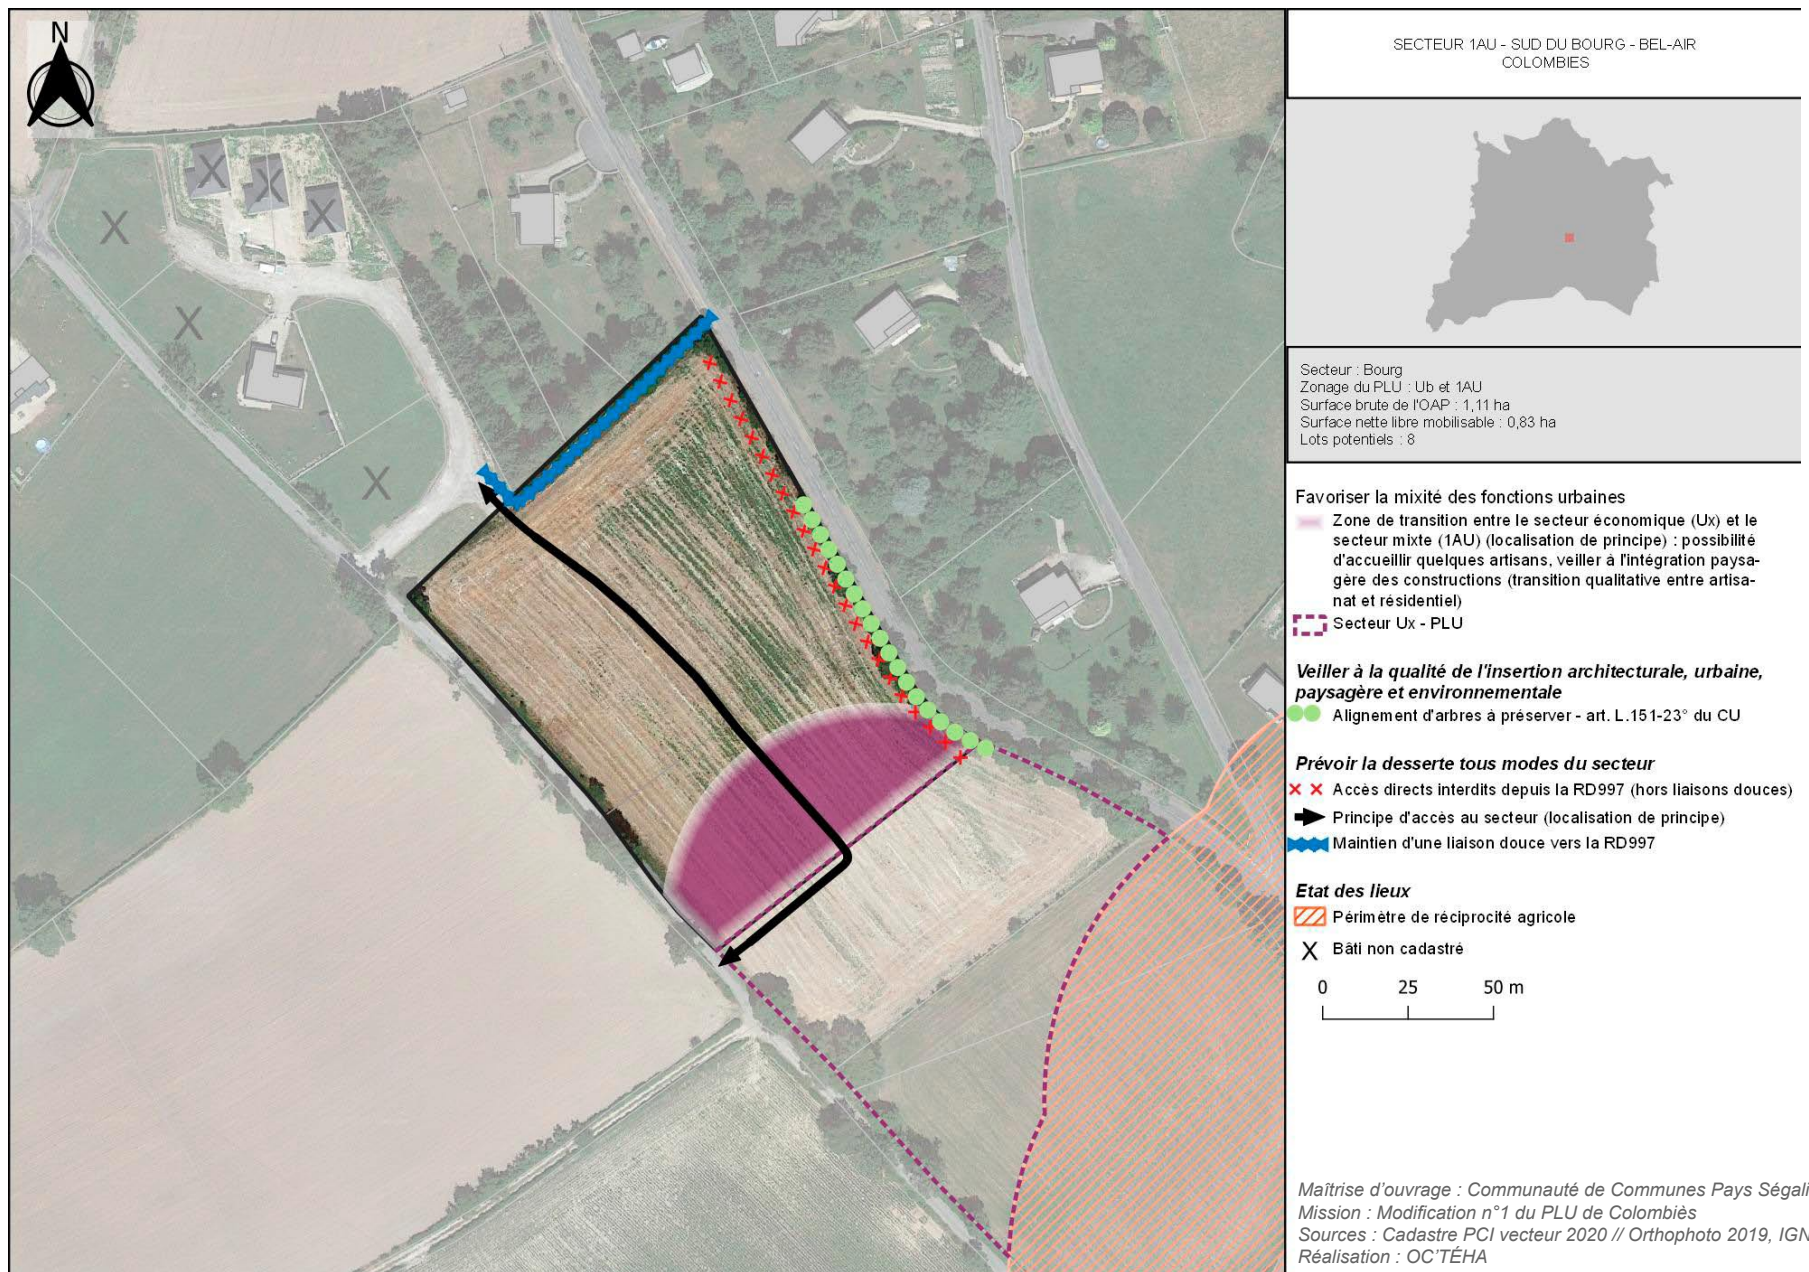 N
SECTEUR 1AU - SUD DU BOURG - BEL-AIR
COLOMBIES
Secteur : Bourg
Zonage du PLU : Ub et 1AU
Surface brute de l'OAP : 1,11 ha
Surface nette libre mobilisable : 0,83 ha
Lots potentiels : 8
Favoriser la mixité des fonctions urbaines
Zone de transition entre le secteur économique (Ux) et le
secteur mixte (1AU) (localisation de principe) : possibilité
d'accueillir quelques artisans, veiller à l'intégration paysa-
gère des constructions (transition qualitative entre artisa-
nat et résidentiel)
Secteur Ux - PLU
Veiller à la qualité de l'insertion architecturale, urbaine,
paysagère et environnementale
Alignement d'arbres à préserver - art. L.151-23° du CU
Prévoir la desserte tous modes du secteur
Accès directs interdits depuis la RD997 (hors liaisons douces)
Principe d'accès au secteur (localisation de principe)
Maintien d'une liaison douce vers la RD997
Etat des lieux
Périmètre de réciprocité agricole
X Bâti non cadastré
0 25 50 m
Maîtrise d'ouvrage : Communauté de Communes Pays Ségali
Mission : Modification n°1 du PLU de Colombiès
Sources : Cadastre PCI vecteur 2020 // Orthophoto 2019, IGN
Réalisation : OC'TÉHA